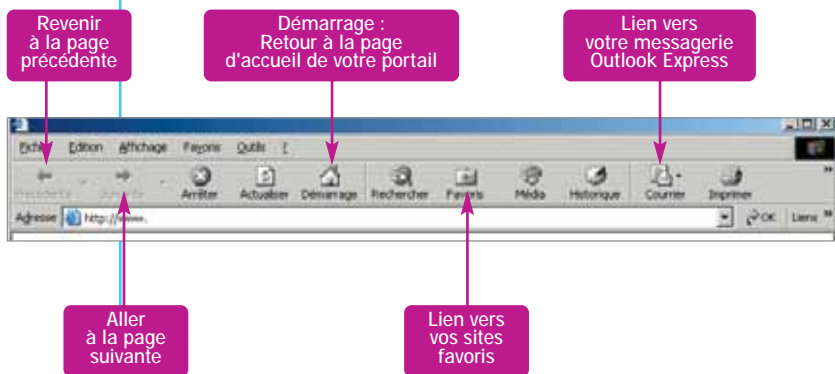 Revenir
à la page
précédente
Démarrage :
Retour à la page
d'accueil de votre portail
Lien vers
votre messagerie
Outlook Express
Fichier Edition Affichage Favoris Outils ?
Précédente Suivante Arrêter Actualiser Démarrage Rechercher Favoris Média Historique Courrier Imprimer »
Adresse http://www. OK Liens »
Aller
à la page
suivante
Lien vers
vos sites
favoris